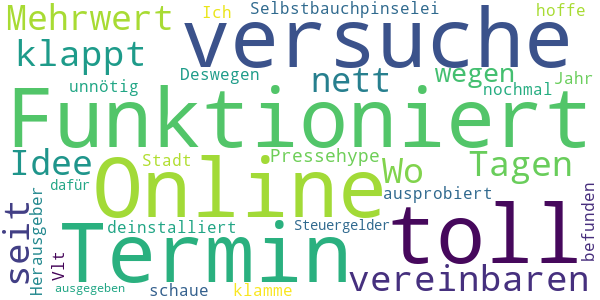 Mehrwert
Ich
Selbstbauchpinselei
hoffe
versuche
klappt
Deswegen
nett
wegen
Jahr
unnötig
nochmal
Funktioniert
Idee
Stadt
Pressehype
Wo
Tagen
dafür
Online
ausprobiert
seit
Herausgeber
deinstalliert
Steuergelder
toll
befunden
Vlt
Termin
vereinbaren
ausgegeben
schaue
klamme